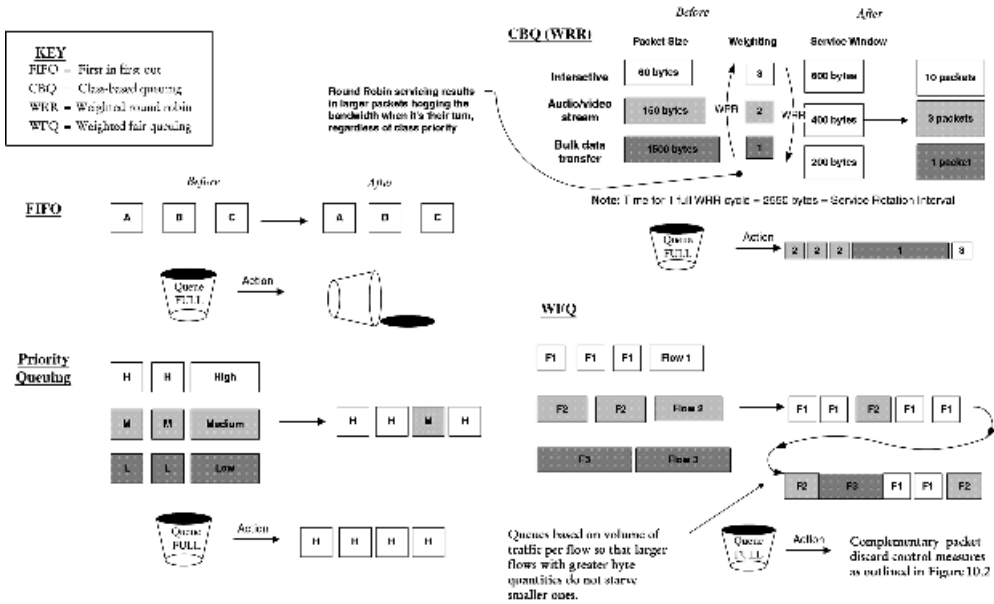 KEY
FIFO – First in first out
CBQ – Class-based queuing
WRR = Weighted round robin
WFQ = Weighted fair queuing
Before
After
FIFO
A B C
A B C
Queue
FULL
Action
Priority
Queuing
H H High
M M Medium
L L Low
H H M H
Queue
FULL
Action
H H H H
Before
After
CBQ (WRR)
Packet Size
Weighting
Service Window
Interactive
60 bytes
3
600 bytes
10 packets
Round Robin servicing results
in larger packets hogging the
bandwidth when it's their turn,
regardless of class priority
Audio/video
stream
150 bytes
WRR
2
WRR
400 bytes
3 packets
Bulk data
transfer
1500 bytes
1
200 bytes
1 packet
Note: Time for 1 full WRR cycle – 2550 bytes – Service Rotation Interval
Queue
FULL
Action
2 2 2 1 3
WFQ
F1 F1 F1 Flow 1
F2 F2 Flow 2
F1 F1 F2 F1 F1
F3 Flow 3
F2 F3 F1 F1 F2
Queues based on volume of
traffic per flow so that larger
flows with greater byte
quantities do not starve
smaller ones.
Queue
FULL
Action
Complementary packet
discard control measures
as outlined in Figure 10.2